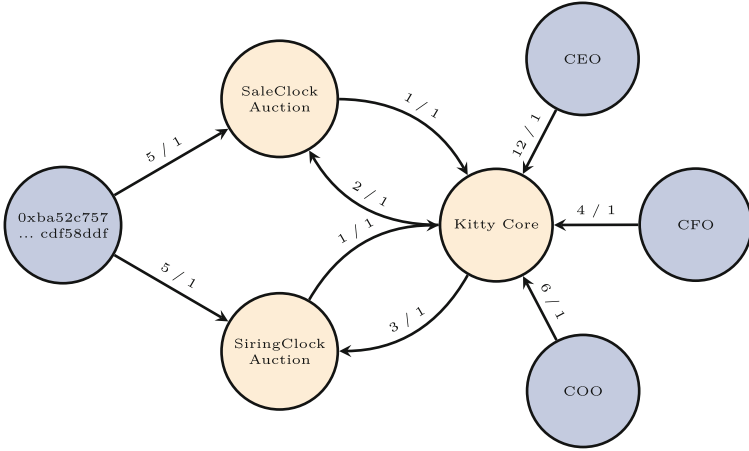 CEO
SaleClock
Auction
1 / 1
12 / 1
5 / 1
2 / 1
0xba52c757
... cdf58ddf
1 / 1
Kitty Core
4 / 1
CFO
5 / 1
6 / 1
3 / 1
SiringClock
Auction
COO